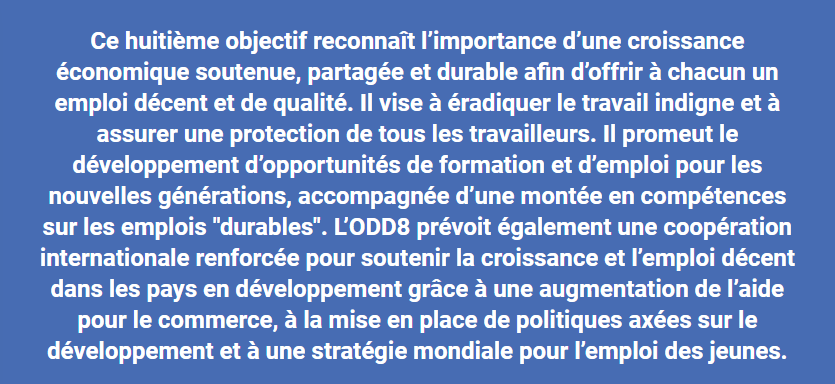 Ce huitième objectif reconnaît l’importance d’une croissance
économique soutenue, partagée et durable afin d’offrir à chacun un
emploi décent et de qualité. Il vise à éradiquer le travail indigne et à
assurer une protection de tous les travailleurs. Il promeut le
développement d’opportunités de formation et d’emploi pour les
nouvelles générations, accompagnée d’une montée en compétences
sur les emplois "durables". L’ODD8 prévoit également une coopération
internationale renforcée pour soutenir la croissance et l’emploi décent
dans les pays en développement grâce à une augmentation de l’aide
pour le commerce, à la mise en place de politiques axées sur le
développement et à une stratégie mondiale pour l’emploi des jeunes.